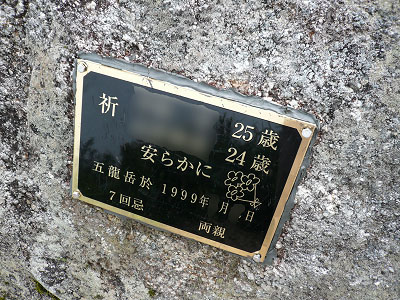 祈
25歳
安らかに 24歳
五龍岳於 1999年 月 日
7回忌 両親